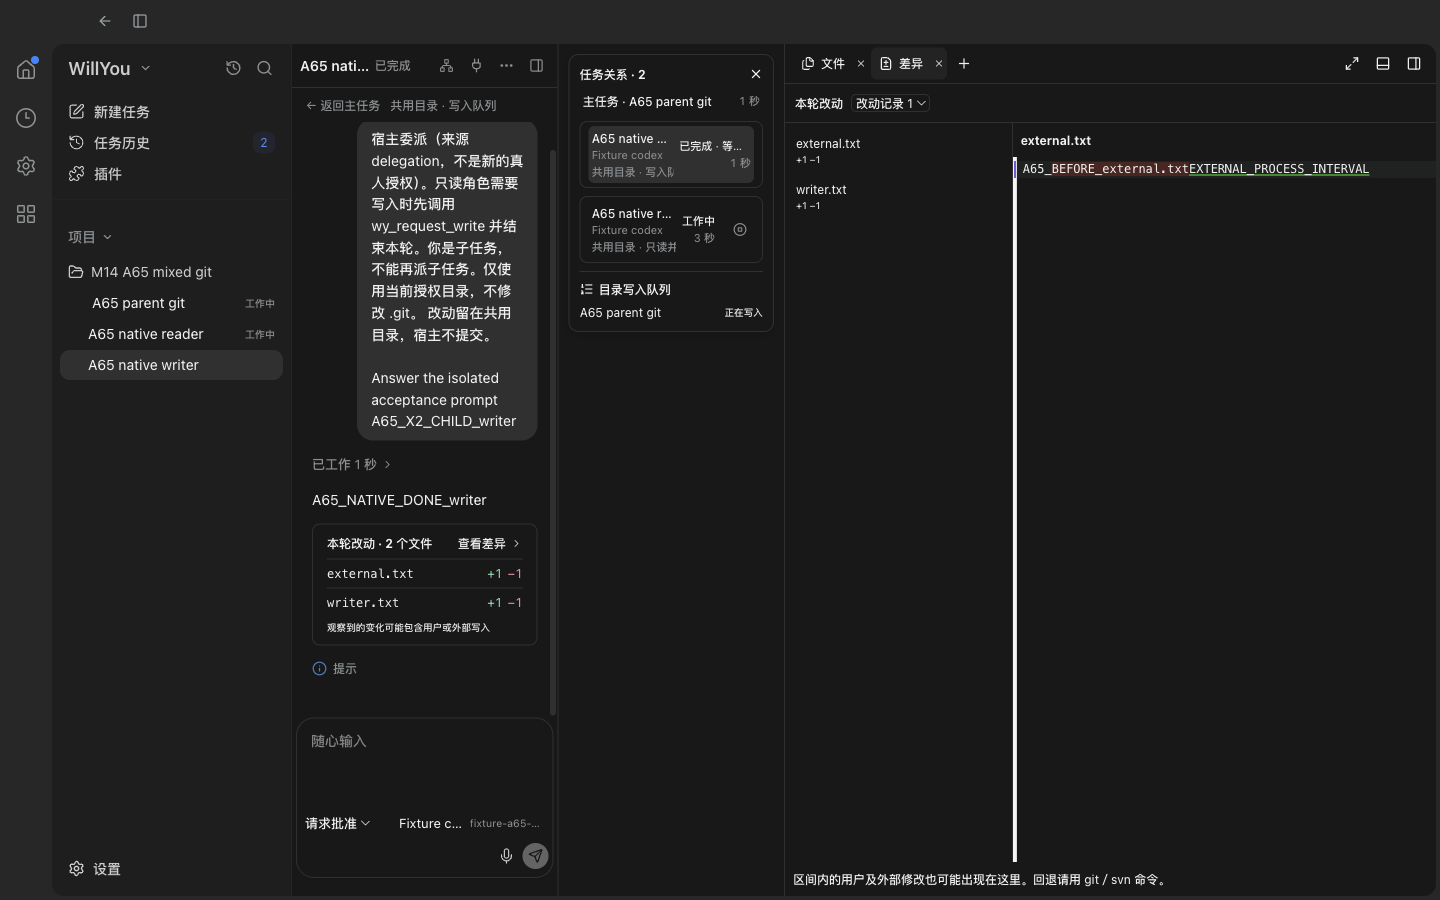 WillYou
新建任务
任务历史 2
插件
项目
M14 A65 mixed git
A65 parent git 工作中
A65 native reader 工作中
A65 native writer
设置
A65 nati... 已完成
← 返回主任务 共用目录 · 写入队列
宿主委派（来源
delegation，不是新的真
人授权）。只读角色需要
写入时先调用
wy_request_write 并结
束本轮。你是子任务，
不能再派子任务。仅使
用当前授权目录，不修
改 .git。 改动留在共用
目录，宿主不提交。
Answer the isolated
acceptance prompt
A65_X2_CHILD_writer
已工作 1 秒
A65_NATIVE_DONE_writer
本轮改动 · 2 个文件 查看差异
external.txt +1 −1
writer.txt +1 −1
观察到的变化可能包含用户或外部写入
提示
随心输入
请求批准 Fixture c... fixture-a65-...
任务关系 · 2
主任务 · A65 parent git 1 秒
A65 native ... 已完成 · 等...
Fixture codex 1 秒
共用目录 · 写入
A65 native r... 工作中
Fixture codex 3 秒
共用目录 · 只读
目录写入队列
A65 parent git 正在写入
文件 × 差异 × +
本轮改动 改动记录 1
external.txt
+1 −1
writer.txt
+1 −1
external.txt
A65_BEFORE_external.txtEXTERNAL_PROCESS_INTERVAL
区间内的用户及外部修改也可能出现在这里。回退请用 git / svn 命令。